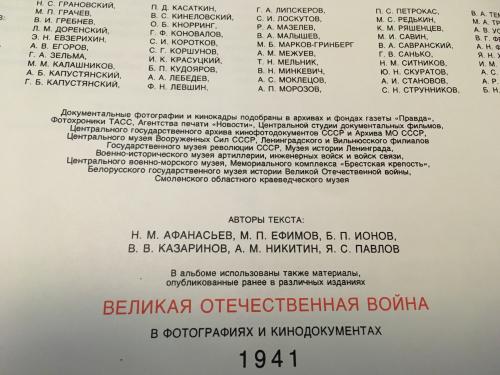 Н. С. ГРАНОВСКИЙ,
М. П. ГРАЧЕВ,
В. И. ГРЕБНЕВ,
Л. М. ДОРЕНСКИЙ,
Э. Н. ЕВЗЕРИХИН,
А. В. ЕГОРОВ,
Г. А. ЗЕЛЬМА,
М. М. КАЛАШНИКОВ,
А. Б. КАПУСТЯНСКИЙ,
Г. Б. КАПУСТЯНСКИЙ,
П. Д. КАСАТКИН,
В. С. КИНЕЛОВСКИЙ,
О. Б. КНОРРИНГ,
Г. Ф. КОНОВАЛОВ,
С. И. КОРОТКОВ,
С. Г. КОРШУНОВ,
И. К. КРАСУЦКИЙ,
Б. П. КУДОЯРОВ,
А. А. ЛЕБЕДЕВ,
Ф. Н. ЛЕВШИН,
Г. А. ЛИПСКЕРОВ,
С. И. ЛОСКУТОВ,
Р. А. МАЗЕЛЕВ,
В. А. МАЛЫШЕВ,
М. Б. МАРКОВ-ГРИНБЕРГ
А. М. МЕЖУЕВ,
Т. Н. МЕЛЬНИК,
В. Н. МИНКЕВИЧ,
А. С. МОКЛЕЦОВ,
А. П. МОРОЗОВ,
П. С. ПЕТРОКАС,
М. С. РЕДЬКИН,
К. М. РЯШЕНЦЕВ,
М. И. САВИН,
В. А. САВРАНСКИЙ,
Г. У. САНЬКО,
Н. М. СИТНИКОВ,
Ю. Н. СКУРАТОВ,
А. И. СТАНОВОВ,
С. Н. СТРУННИКОВ,
Документальные фотографии и кинокадры подобраны в архивах и фондах газеты «Правда»,
Фотохроники ТАСС, Агентства печати «Новости», Центральной студии документальных фильмов,
Центрального государственного архива кинофотодокументов СССР и Архива МО СССР,
Центрального музея Вооруженных Сил СССР, Ленинградского и Вильнюсского филиалов
Государственного музея революции СССР, Музея истории Ленинграда,
Военно-исторического музея артиллерии, инженерных войск и войск связи,
Центрального военно-морского музея, Мемориального комплекса «Брестская крепость»,
Белорусского государственного музея истории Великой Отечественной войны,
Смоленского областного краеведческого музея
АВТОРЫ ТЕКСТА:
Н. М. АФАНАСЬЕВ, М. П. ЕФИМОВ, Б. П. ИОНОВ,
В. В. КАЗАРИНОВ, А. М. НИКИТИН, Я. С. ПАВЛОВ
В альбоме использованы также материалы,
опубликованные ранее в различных изданиях
ВЕЛИКАЯ ОТЕЧЕСТВЕННАЯ ВОЙНА
В ФОТОГРАФИЯХ И КИНОДОКУМЕНТАХ
1941